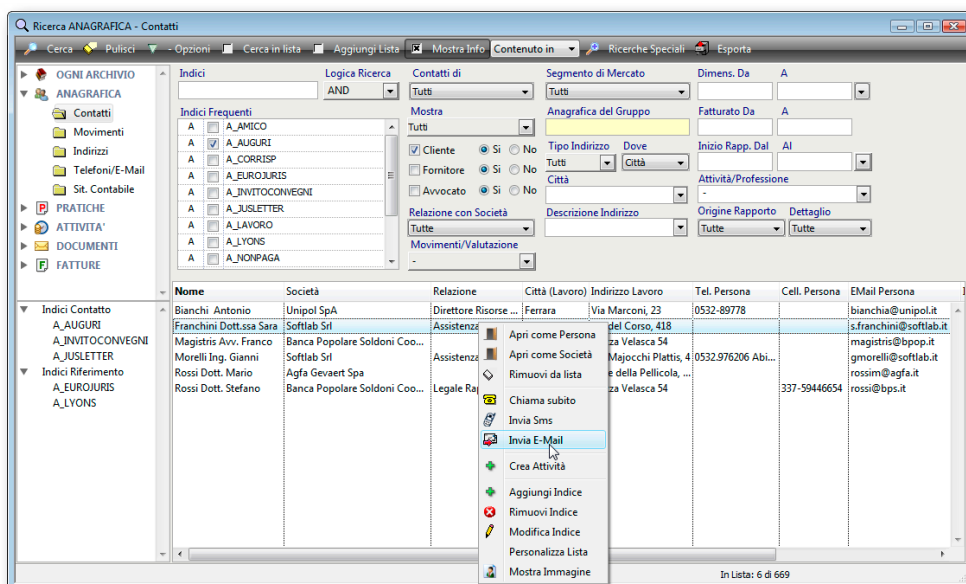 Ricerca ANAGRAFICA - Contatti
Cerca Pulisci - Opzioni Cerca in lista Aggiungi Lista Mostra Info Contenuto in Ricerche Speciali Esporta
OGNI ARCHIVIO
ANAGRAFICA
Contatti
Movimenti
Indirizzi
Telefoni/E-Mail
Sit. Contabile
PRATICHE
ATTIVITA'
DOCUMENTI
FATTURE
Indici Logica Ricerca Contatti di Segmento di Mercato Dimens. Da A
AND Tutti Tutti
Indici Frequenti Mostra Anagrafica del Gruppo Fatturato Da A
A A_AMICO
A A_AUGURI
A A_CORRISP
A A_EUROJURIS
A A_INVITOCONVEGNI
A A_JUSLETTER
A A_LAVORO
A A_LYONS
A A_NONPAGA
Tutti
Cliente Si No
Fornitore Si No
Avvocato Si No
Tipo Indirizzo Dove Inizio Rapp. Dal Al
Tutti Città
Città Attività/Professione
-
Relazione con Società Descrizione Indirizzo Origine Rapporto Dettaglio
Tutte Tutte Tutte
Movimenti/Valutazione
-
Nome Società Relazione Città (Lavoro) Indirizzo Lavoro Tel. Persona Cell. Persona EMail Persona
Bianchi Antonio Unipol SpA Direttore Risorse ... Ferrara Via Marconi, 23 0532-89778 bianchia@unipol.it
Franchini Dott.ssa Sara Softlab Srl Assistenza del Corso, 418 s.franchini@softlab.it
Magistris Avv. Franco Banca Popolare Soldoni Coo... za Velasca 54 magistris@bpop.it
Morelli Ing. Gianni Softlab Srl Assistenza Majocchi Plattis, 4 0532.976206 Abi... gmorelli@softlab.it
Rossi Dott. Mario Agfa Gevaert Spa e della Pellicola, ... rossim@agfa.it
Rossi Dott. Stefano Banca Popolare Soldoni Coo... Legale Ra za Velasca 54 337-59446654 rossi@bps.it
Indici Contatto
A_AUGURI
A_INVITOCONVEGNI
A_JUSLETTER
Indici Riferimento
A_EUROJURIS
A_LYONS
Apri come Persona
Apri come Società
Rimuovi da lista
Chiama subito
Invia Sms
Invia E-Mail
Crea Attività
Aggiungi Indice
Rimuovi Indice
Modifica Indice
Personalizza Lista
Mostra Immagine
In Lista: 6 di 669